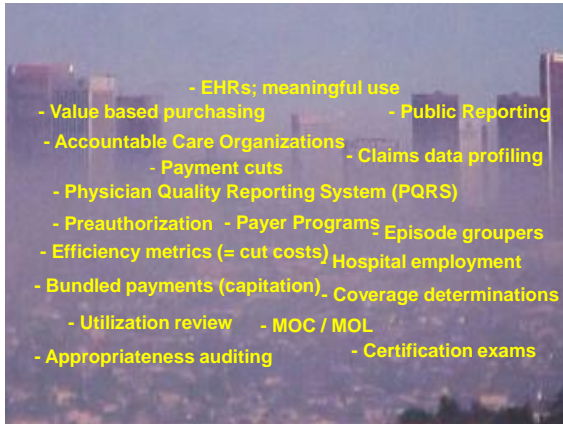 - EHRs; meaningful use
- Value based purchasing - Public Reporting
- Accountable Care Organizations
- Claims data profiling
- Payment cuts
- Physician Quality Reporting System (PQRS)
- Preauthorization - Payer Programs
- Episode groupers
- Efficiency metrics (= cut costs)
- Hospital employment
- Bundled payments (capitation)
- Coverage determinations
- Utilization review - MOC / MOL
- Certification exams
- Appropriateness auditing